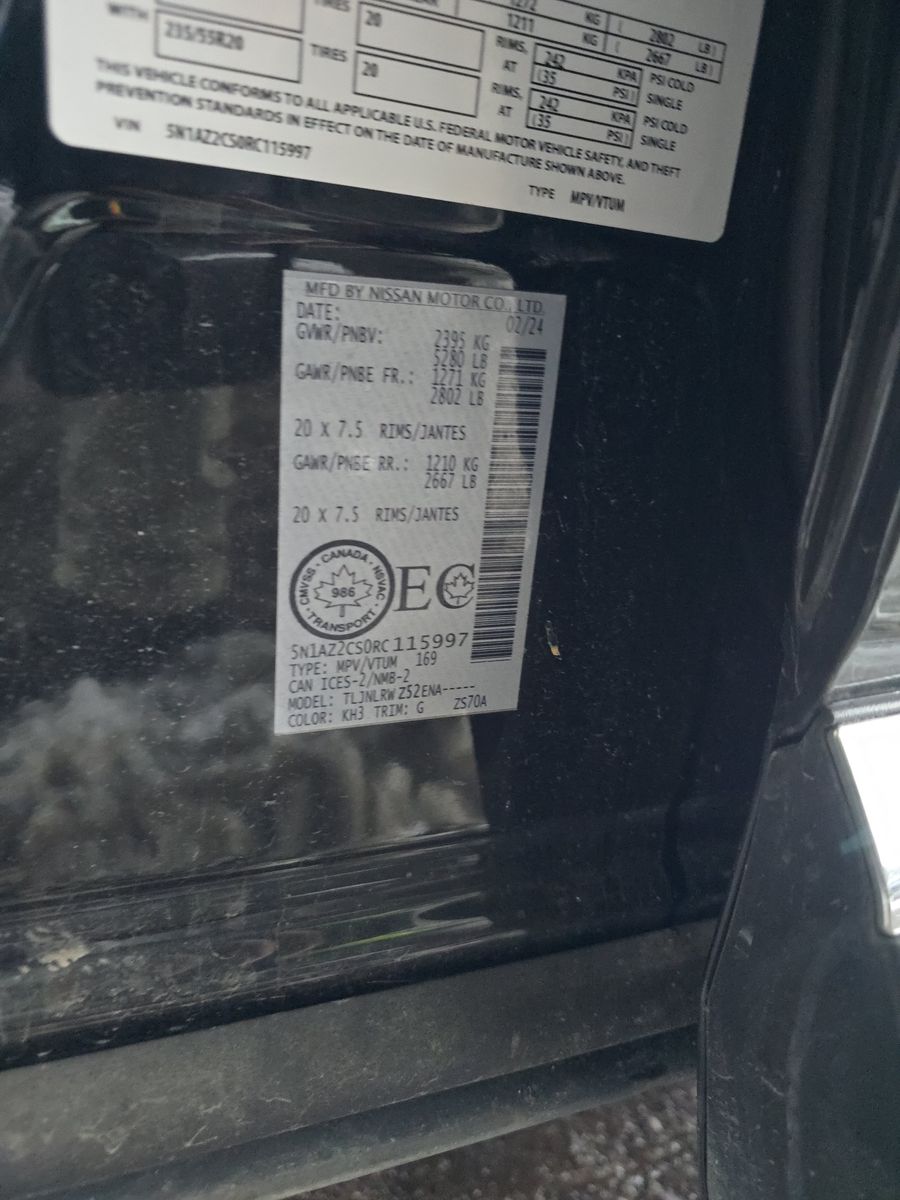 1272 KG ( 2802 LB )
1211 KG ( 2667 LB )
WITH 235/55R20 TIRES 20 RIMS, AT 242 KPA (35 PSI) PSI COLD SINGLE
TIRES 20 RIMS, AT 242 KPA (35 PSI) PSI COLD SINGLE
THIS VEHICLE CONFORMS TO ALL APPLICABLE U.S. FEDERAL MOTOR VEHICLE SAFETY, AND THEFT
PREVENTION STANDARDS IN EFFECT ON THE DATE OF MANUFACTURE SHOWN ABOVE.
VIN 5N1AZ2CS0RC115997 TYPE MPV/VTUM
MFD BY NISSAN MOTOR CO., LTD.
DATE: 02/24
GVWR/PNBV: 2395 KG
5280 LB
GAWR/PNBE FR.: 1271 KG
2802 LB
20 X 7.5 RIMS/JANTES
GAWR/PNBE RR.: 1210 KG
2667 LB
20 X 7.5 RIMS/JANTES
CMVSS · CANADA · NSVAC · TRANSPORT ·
986
EC
5N1AZ2CS0RC115997
TYPE: MPV/VTUM 169
CAN ICES-2/NMB-2
MODEL: TLJNLRW Z52ENA-----
COLOR: KH3 TRIM: G ZS70A